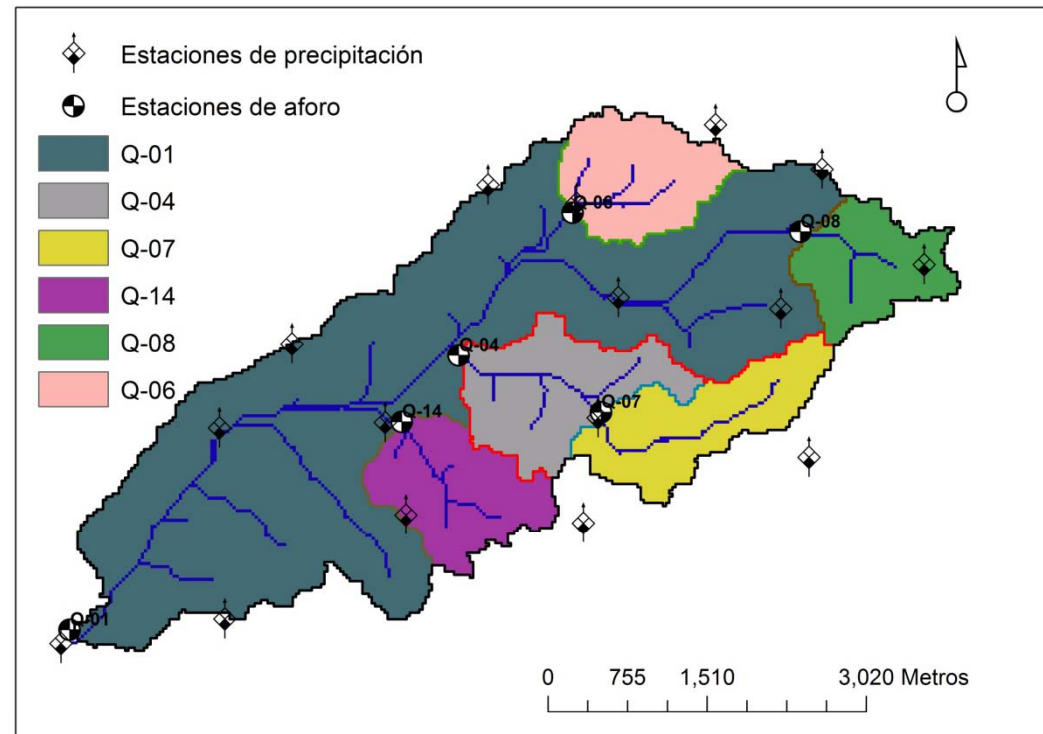 Estaciones de precipitación
Estaciones de aforo
Q-01
Q-04
Q-07
Q-14
Q-08
Q-06
Q-06
Q-08
Q-04
Q-07
Q-14
Q-01
0 755 1,510 3,020 Metros